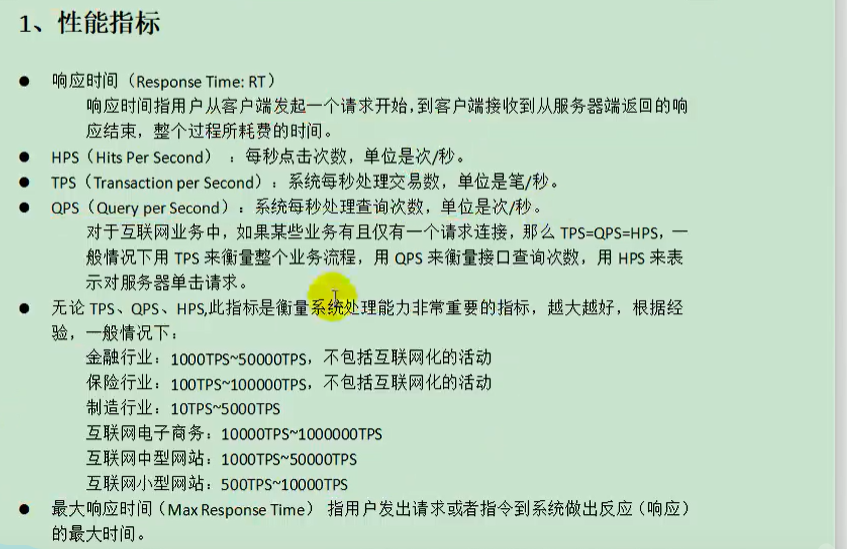 1、性能指标
● 响应时间（Response Time: RT）
响应时间指用户从客户端发起一个请求开始,到客户端接收到从服务器端返回的响
应结束，整个过程所耗费的时间。
● HPS（Hits Per Second）：每秒点击次数，单位是次/秒。
● TPS（Transaction per Second）：系统每秒处理交易数，单位是笔/秒。
● QPS（Query per Second）：系统每秒处理查询次数，单位是次/秒。
对于互联网业务中，如果某些业务有且仅有一个请求连接，那么 TPS=QPS=HPS，一
般情况下用 TPS 来衡量整个业务流程，用 QPS 来衡量接口查询次数，用 HPS 来表
示对服务器单击请求。
● 无论 TPS、QPS、HPS,此指标是衡量系统处理能力非常重要的指标，越大越好，根据经
验，一般情况下：
金融行业：1000TPS~50000TPS，不包括互联网化的活动
保险行业：100TPS~100000TPS，不包括互联网化的活动
制造行业：10TPS~5000TPS
互联网电子商务：10000TPS~1000000TPS
互联网中型网站：1000TPS~50000TPS
互联网小型网站：500TPS~10000TPS
● 最大响应时间（Max Response Time） 指用户发出请求或者指令到系统做出反应（响应）
的最大时间。